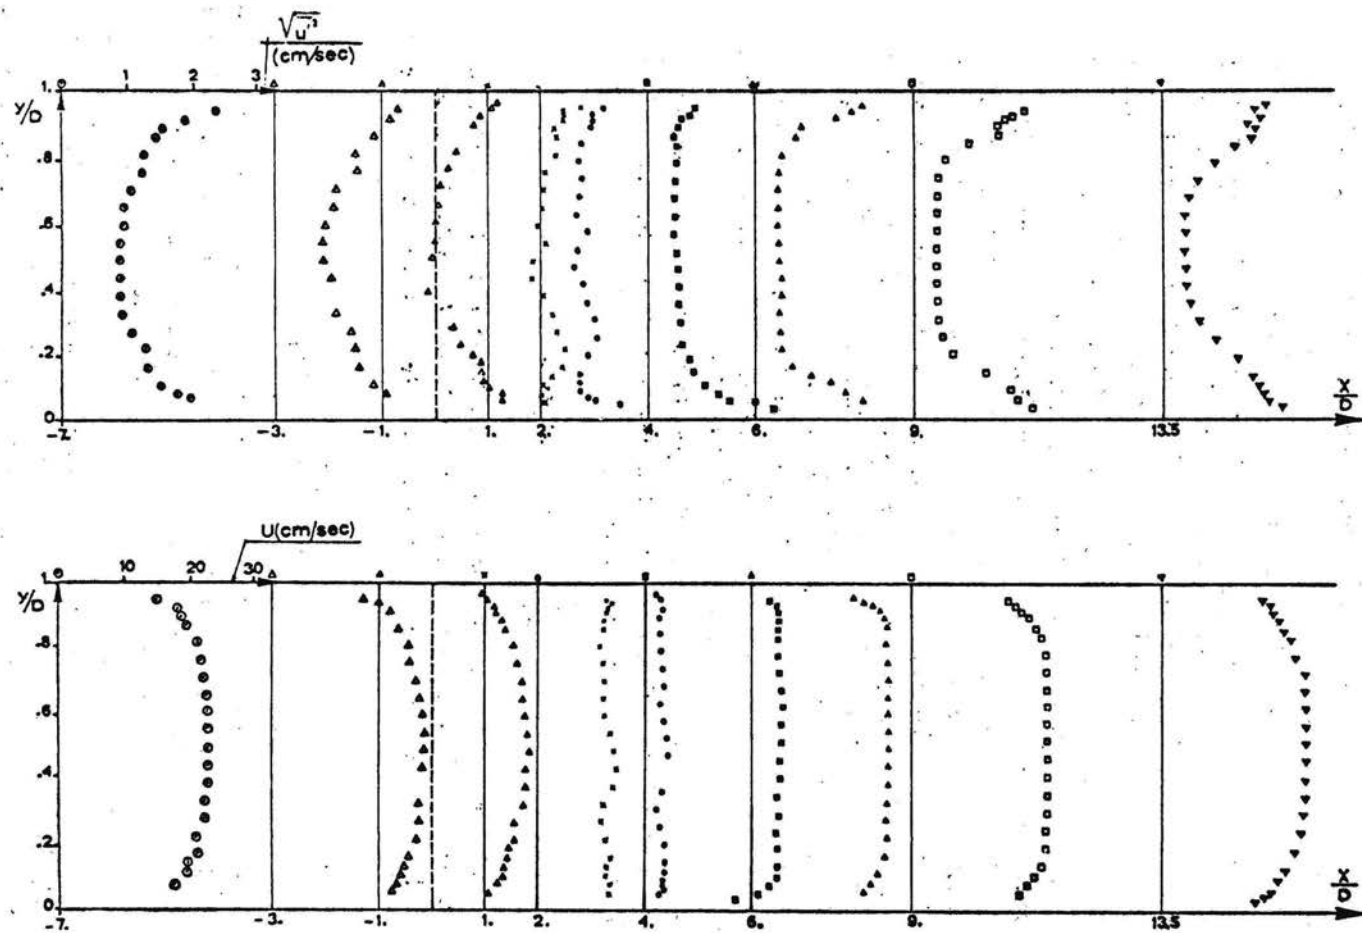 √u'²
(cm/sec)
1 2 3
1.
Y/D
.8
.6
.4
.2
0
X/D
-7. -3. -1. 1. 2. 4. 6. 9. 13.5
U(cm/sec)
10 20 30
1
Y/D
.8
.6
.4
.2
0
X/D
-7. -3. -1. 1. 2. 4. 6. 9. 13.5